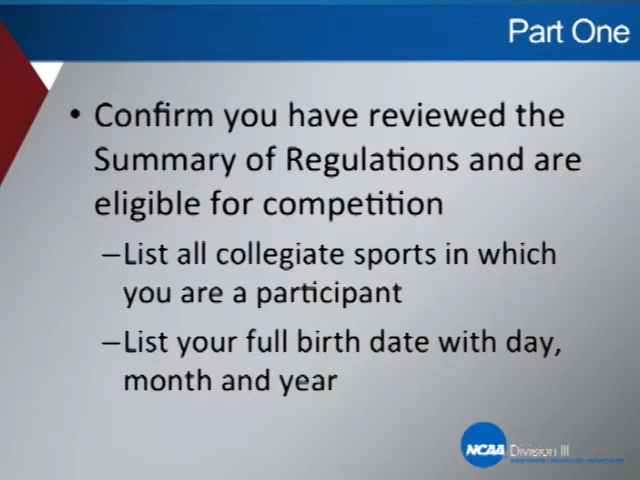 Part One
• Confirm you have reviewed the
Summary of Regulations and are
eligible for competition
–List all collegiate sports in which
you are a participant
–List your full birth date with day,
month and year
NCAA Division III